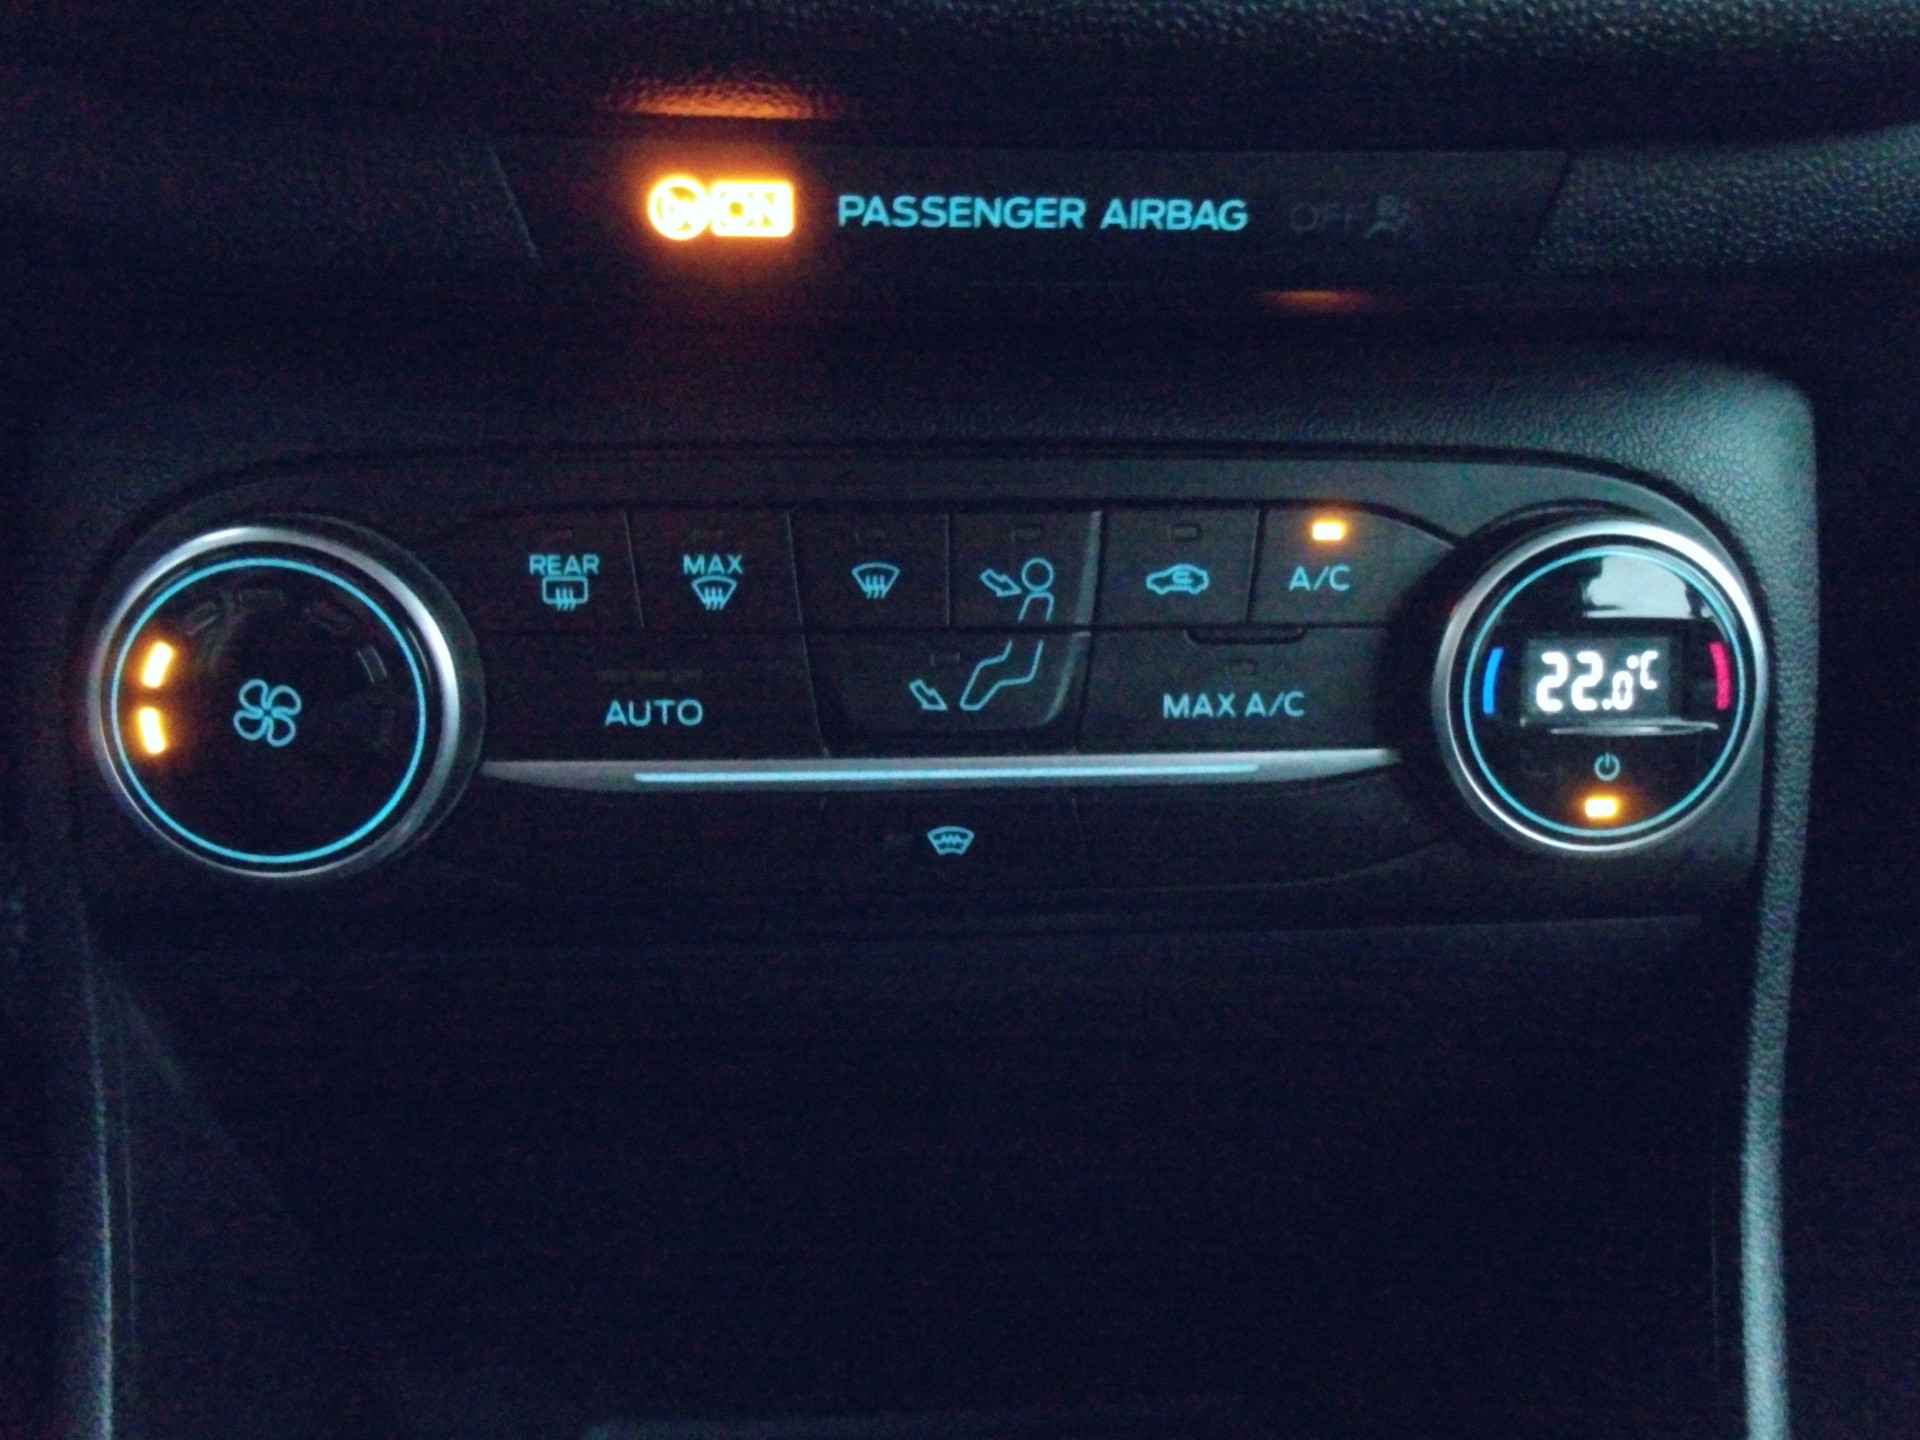 ON PASSENGER AIRBAG OFF
REAR MAX
A/C
22.0°C
AUTO MAX A/C